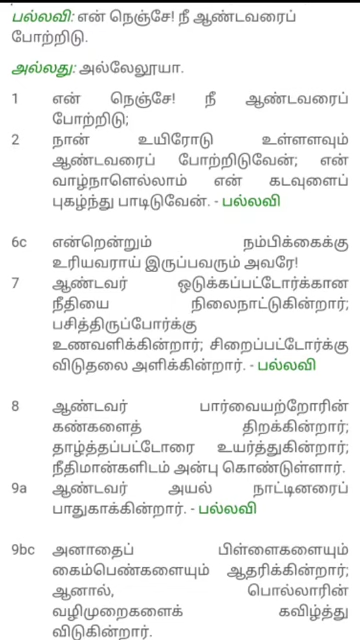 பல்லவி: என் நெஞ்சே! நீ ஆண்டவரைப்
போற்றிடு.
அல்லது: அல்லேலூயா.
1 என் நெஞ்சே! நீ ஆண்டவரைப்
போற்றிடு;
2 நான் உயிரோடு உள்ளளவும்
ஆண்டவரைப் போற்றிடுவேன்; என்
வாழ்நாளெல்லாம் என் கடவுளைப்
புகழ்ந்து பாடிடுவேன். - பல்லவி
6c என்றென்றும் நம்பிக்கைக்கு
உரியவராய் இருப்பவரும் அவரே!
7 ஆண்டவர் ஒடுக்கப்பட்டோர்க்கான
நீதியை நிலைநாட்டுகின்றார்;
பசித்திருப்போர்க்கு
உணவளிக்கின்றார்; சிறைப்பட்டோர்க்கு
விடுதலை அளிக்கின்றார். - பல்லவி
8 ஆண்டவர் பார்வையற்றோரின்
கண்களைத் திறக்கின்றார்;
தாழ்த்தப்பட்டோரை உயர்த்துகின்றார்;
நீதிமான்களிடம் அன்பு கொண்டுள்ளார்.
9a ஆண்டவர் அயல் நாட்டினரைப்
பாதுகாக்கின்றார். - பல்லவி
9bc அனாதைப் பிள்ளைகளையும்
கைம்பெண்களையும் ஆதரிக்கின்றார்;
ஆனால், பொல்லாரின்
வழிமுறைகளைக் கவிழ்த்து
விடுகின்றார்.